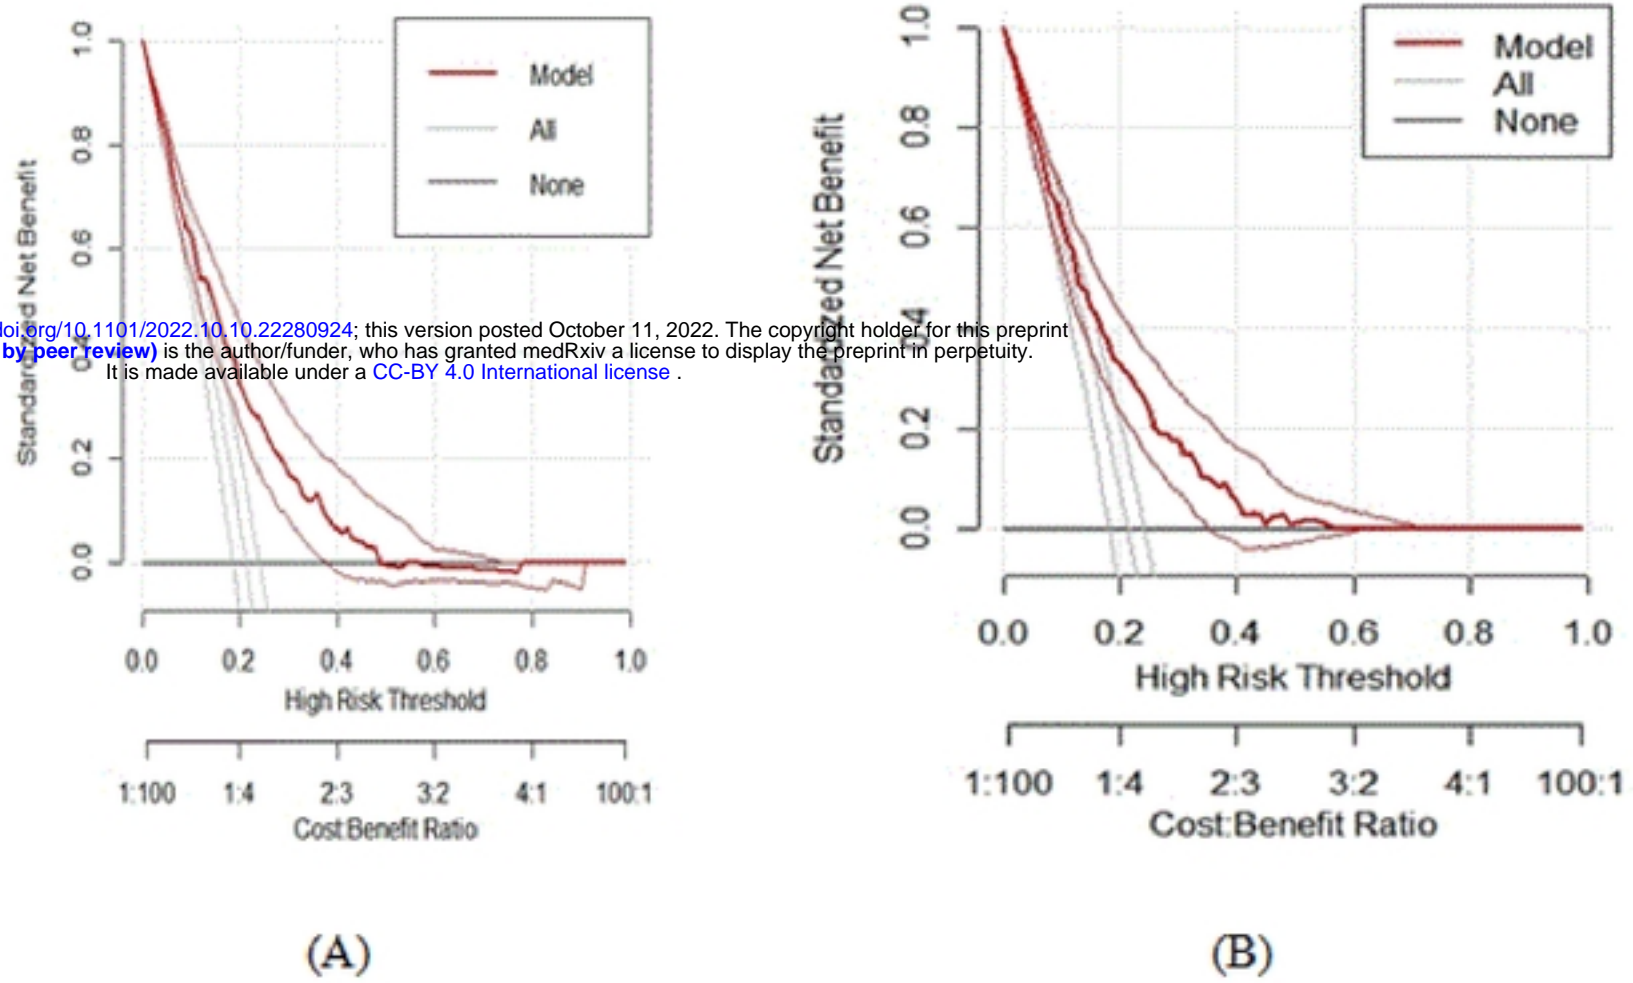 Model
All
None
1.0
0.8
0.6
0.4
0.2
0.0
Standardized Net Benefit
0.0 0.2 0.4 0.6 0.8 1.0
High Risk Threshold
1:100 1:4 2:3 3:2 4:1 100:1
Cost:Benefit Ratio
(A)
Model
All
None
1.0
0.8
0.6
0.4
0.2
0.0
Standardized Net Benefit
0.0 0.2 0.4 0.6 0.8 1.0
High Risk Threshold
1:100 1:4 2:3 3:2 4:1 100:1
Cost:Benefit Ratio
(B)
doi.org/10.1101/2022.10.10.22280924; this version posted October 11, 2022. The copyright holder for this preprint
by peer review) is the author/funder, who has granted medRxiv a license to display the preprint in perpetuity.
It is made available under a CC-BY 4.0 International license .